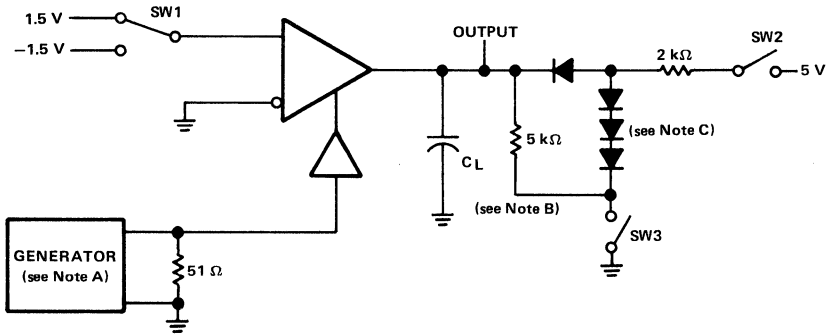 1.5 V
SW1
−1.5 V
OUTPUT
SW2
2 kΩ
5 V
5 kΩ
(see Note C)
CL
(see Note B)
SW3
GENERATOR
(see Note A)
51 Ω